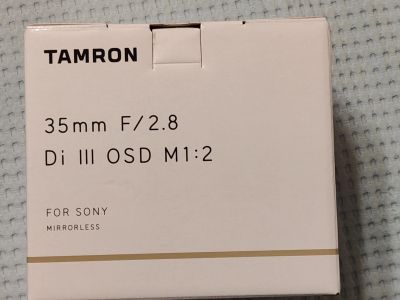 TAMRON
35mm F/2.8
Di III OSD M1:2
FOR SONY
MIRRORLESS